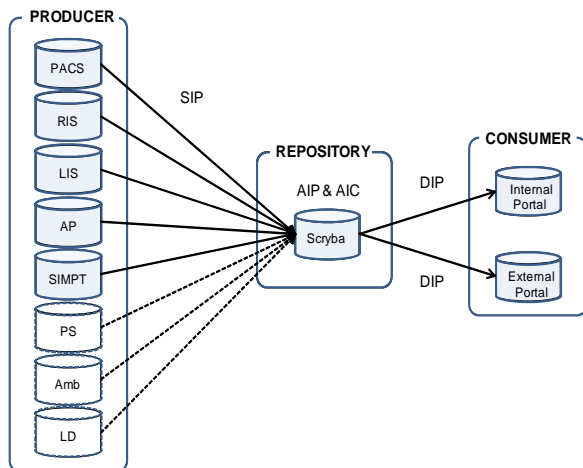 PRODUCER
PACS
RIS
LIS
AP
SIMPT
PS
Amb
LD
SIP
REPOSITORY
AIP & AIC
Scryba
DIP
DIP
CONSUMER
Internal
Portal
External
Portal